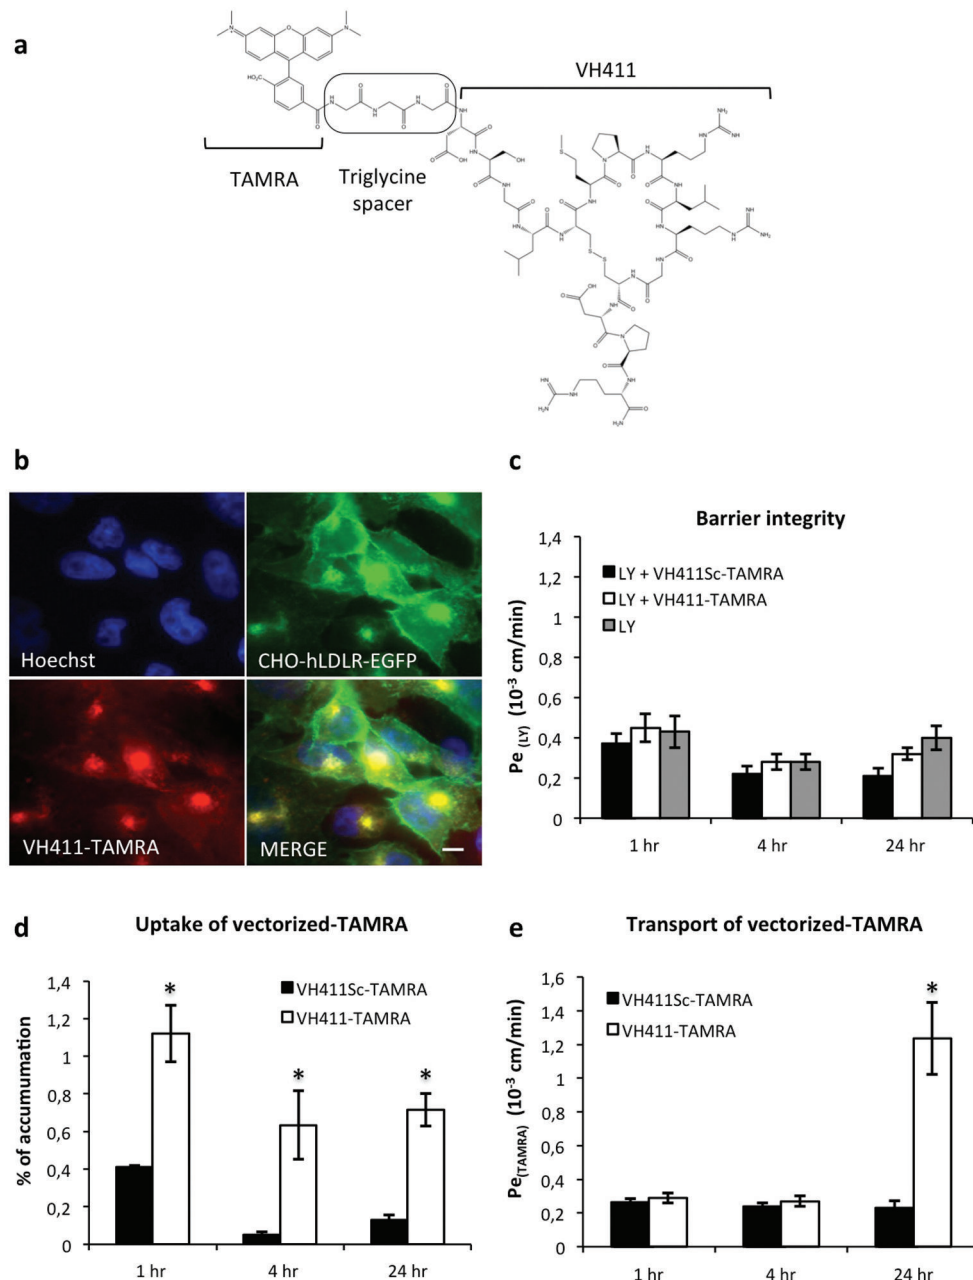 a
VH411
TAMRA
Triglycine
spacer
b
Hoechst
CHO-hLDLR-EGFP
VH411-TAMRA
MERGE
c
Barrier integrity
LY + VH411Sc-TAMRA
LY + VH411-TAMRA
LY
Pe (LY) (10-3 cm/min)
1,4
1,2
1
0,8
0,6
0,4
0,2
0
1 hr 4 hr 24 hr
d
Uptake of vectorized-TAMRA
VH411Sc-TAMRA
VH411-TAMRA
% of accumumation
1,4
1,2
1
0,8
0,6
0,4
0,2
0
* * *
1 hr 4 hr 24 hr
e
Transport of vectorized-TAMRA
VH411Sc-TAMRA
VH411-TAMRA
Pe(TAMRA) (10-3 cm/min)
1,6
1,4
1,2
1
0,8
0,6
0,4
0,2
0
*
1 hr 4 hr 24 hr